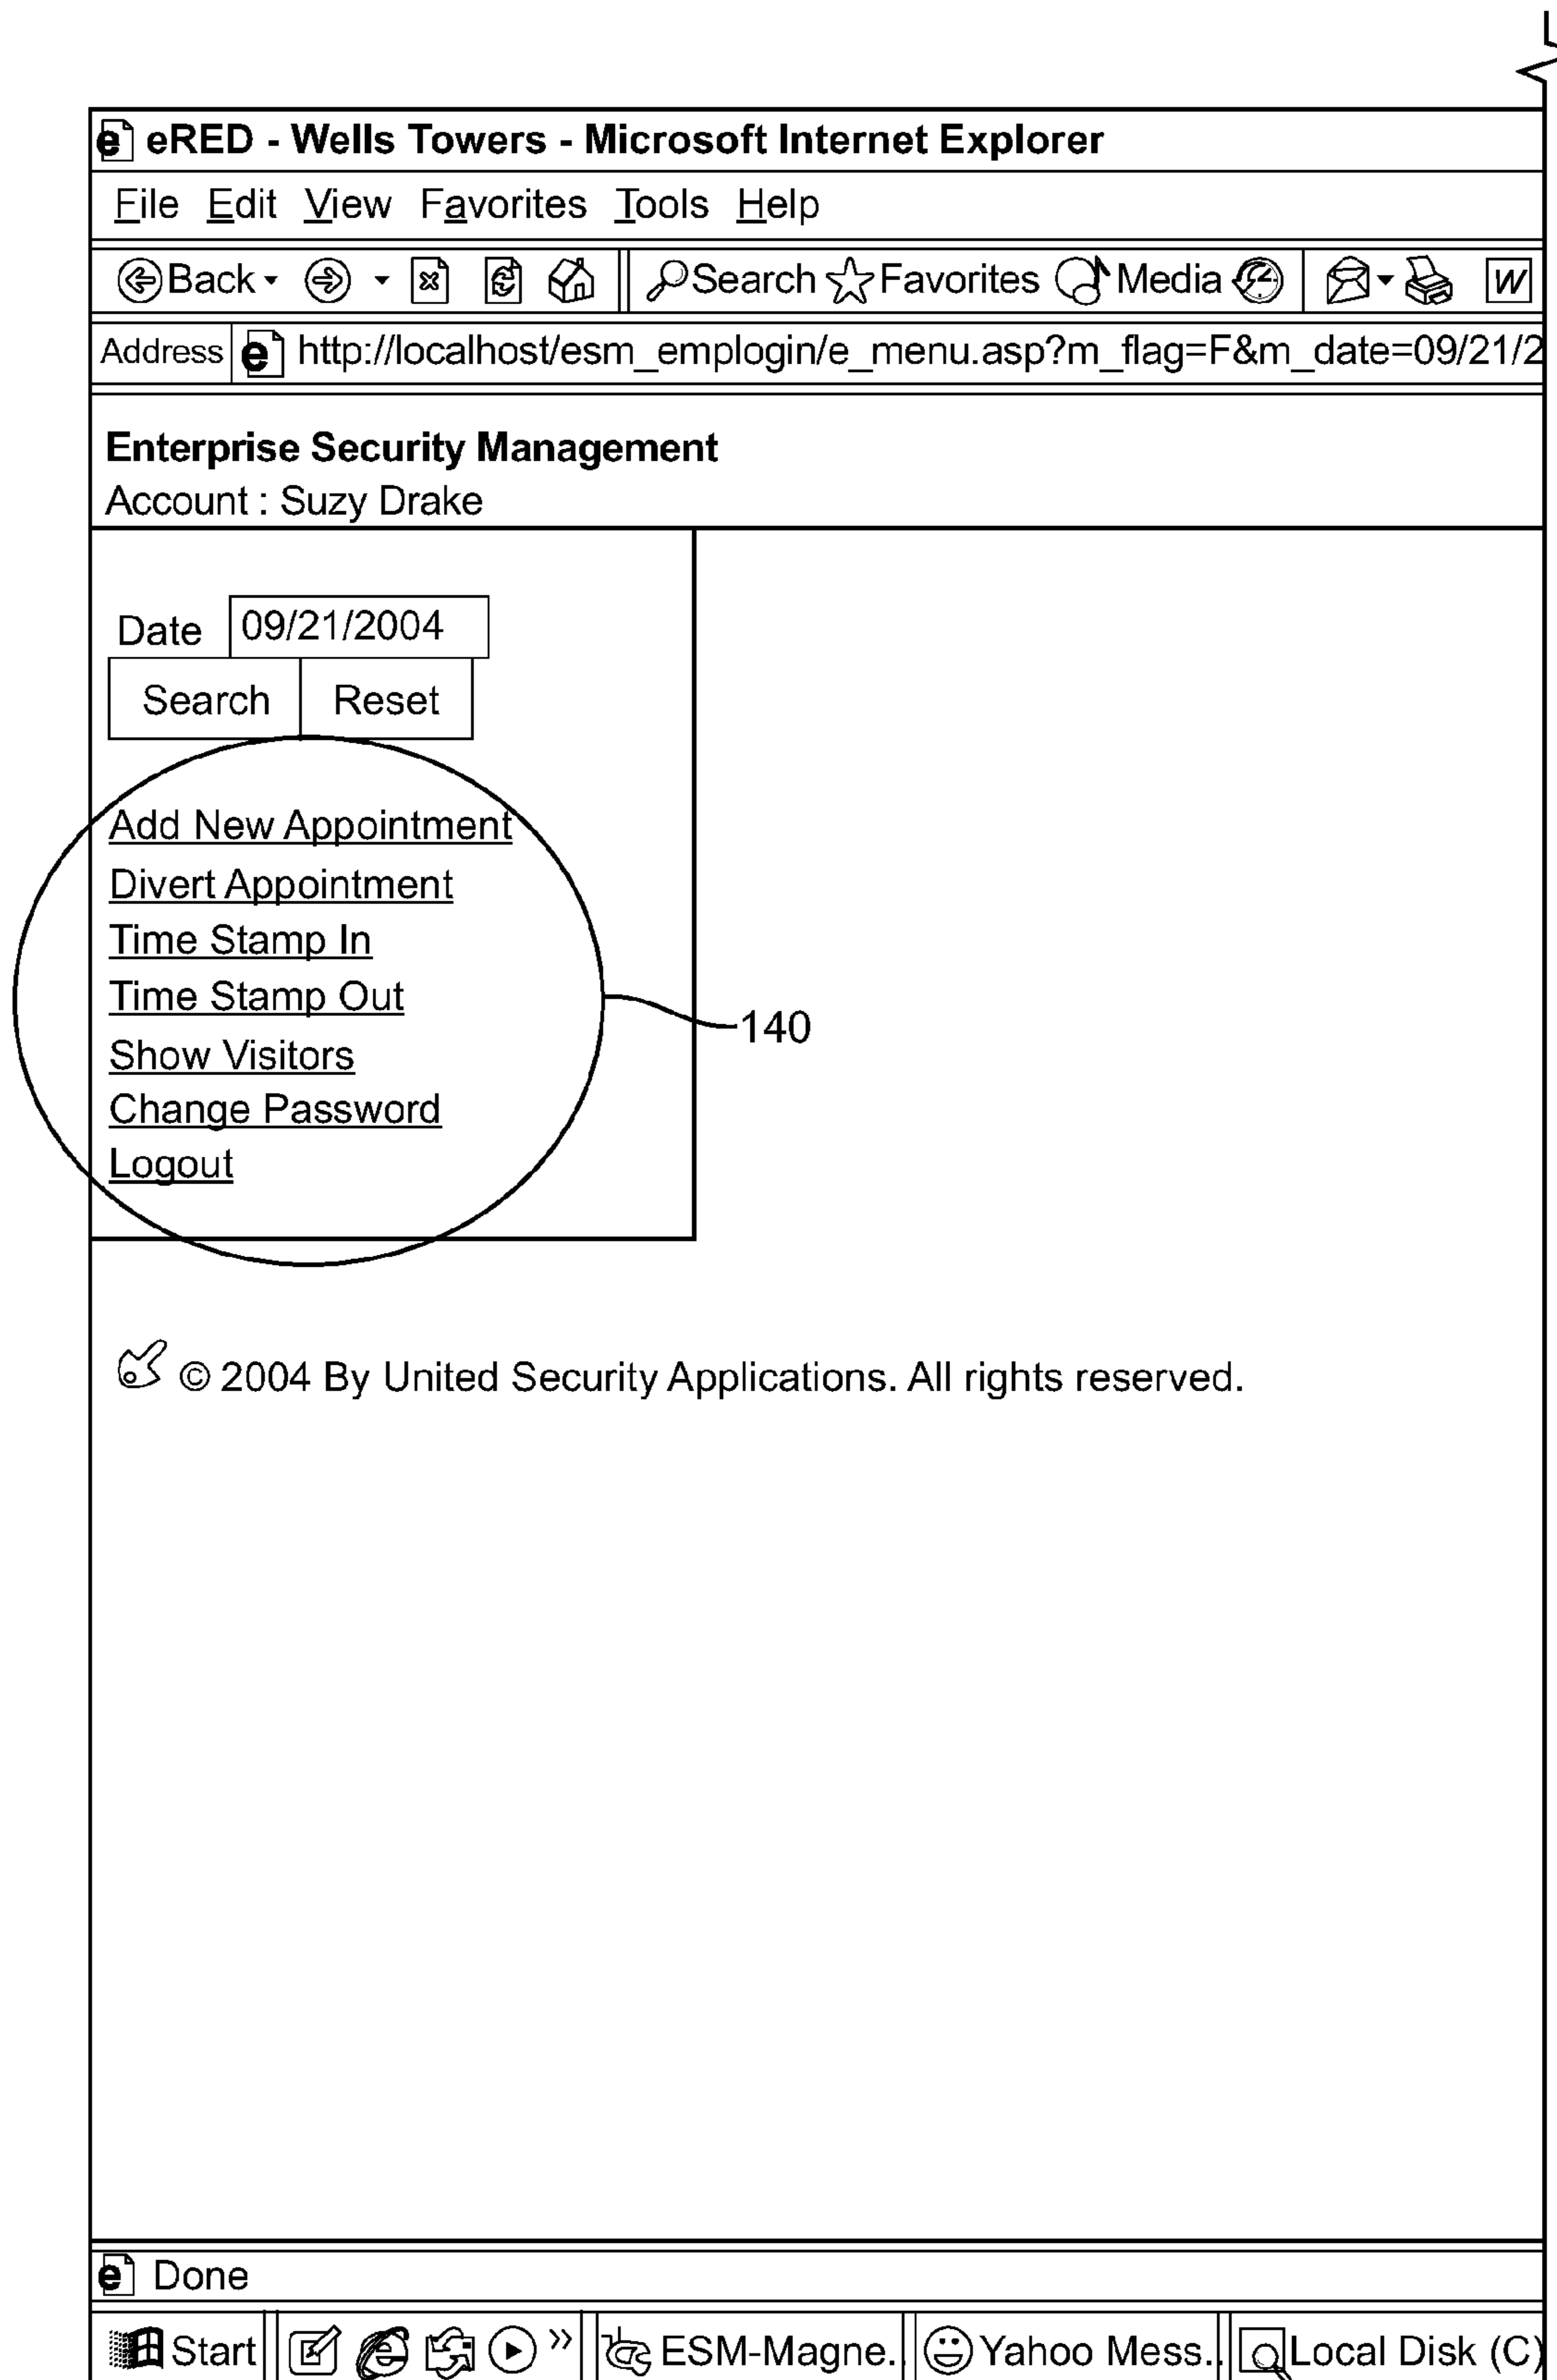 eRED - Wells Towers - Microsoft Internet Explorer
File Edit View Favorites Tools Help
Back Search Favorites Media W
Address http://localhost/esm_emplogin/e_menu.asp?m_flag=F&m_date=09/21/2
Enterprise Security Management
Account : Suzy Drake
Date 09/21/2004
Search Reset
Add New Appointment
Divert Appointment
Time Stamp In
Time Stamp Out
140
Show Visitors
Change Password
Logout
© 2004 By United Security Applications. All rights reserved.
Done
Start » ESM-Magne.. Yahoo Mess.. Local Disk (C)